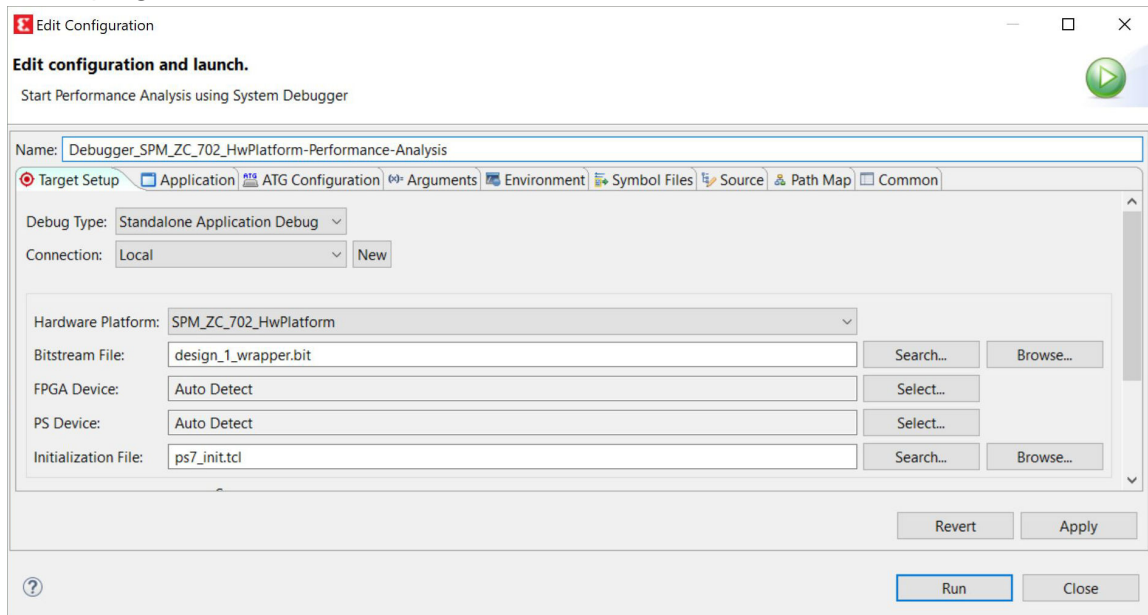 Edit Configuration
Edit configuration and launch.
Start Performance Analysis using System Debugger
Name: Debugger_SPM_ZC_702_HwPlatform-Performance-Analysis
Target Setup Application ATG Configuration Arguments Environment Symbol Files Source Path Map Common
Debug Type: Standalone Application Debug
Connection: Local New
Hardware Platform: SPM_ZC_702_HwPlatform
Bitstream File: design_1_wrapper.bit Search... Browse...
FPGA Device: Auto Detect Select...
PS Device: Auto Detect Select...
Initialization File: ps7_init.tcl Search... Browse...
Revert Apply
? Run Close